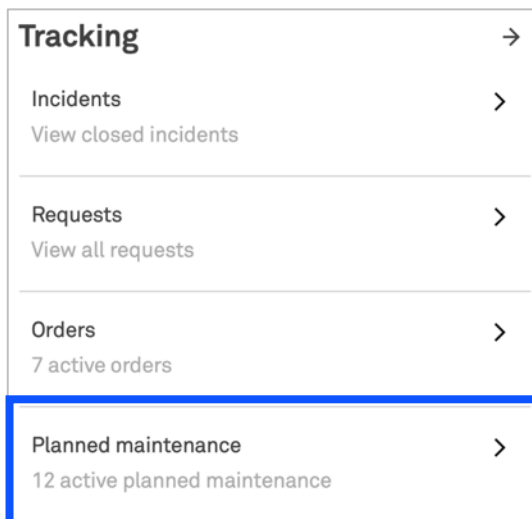 Tracking
Incidents
View closed incidents
Requests
View all requests
Orders
7 active orders
Planned maintenance
12 active planned maintenance